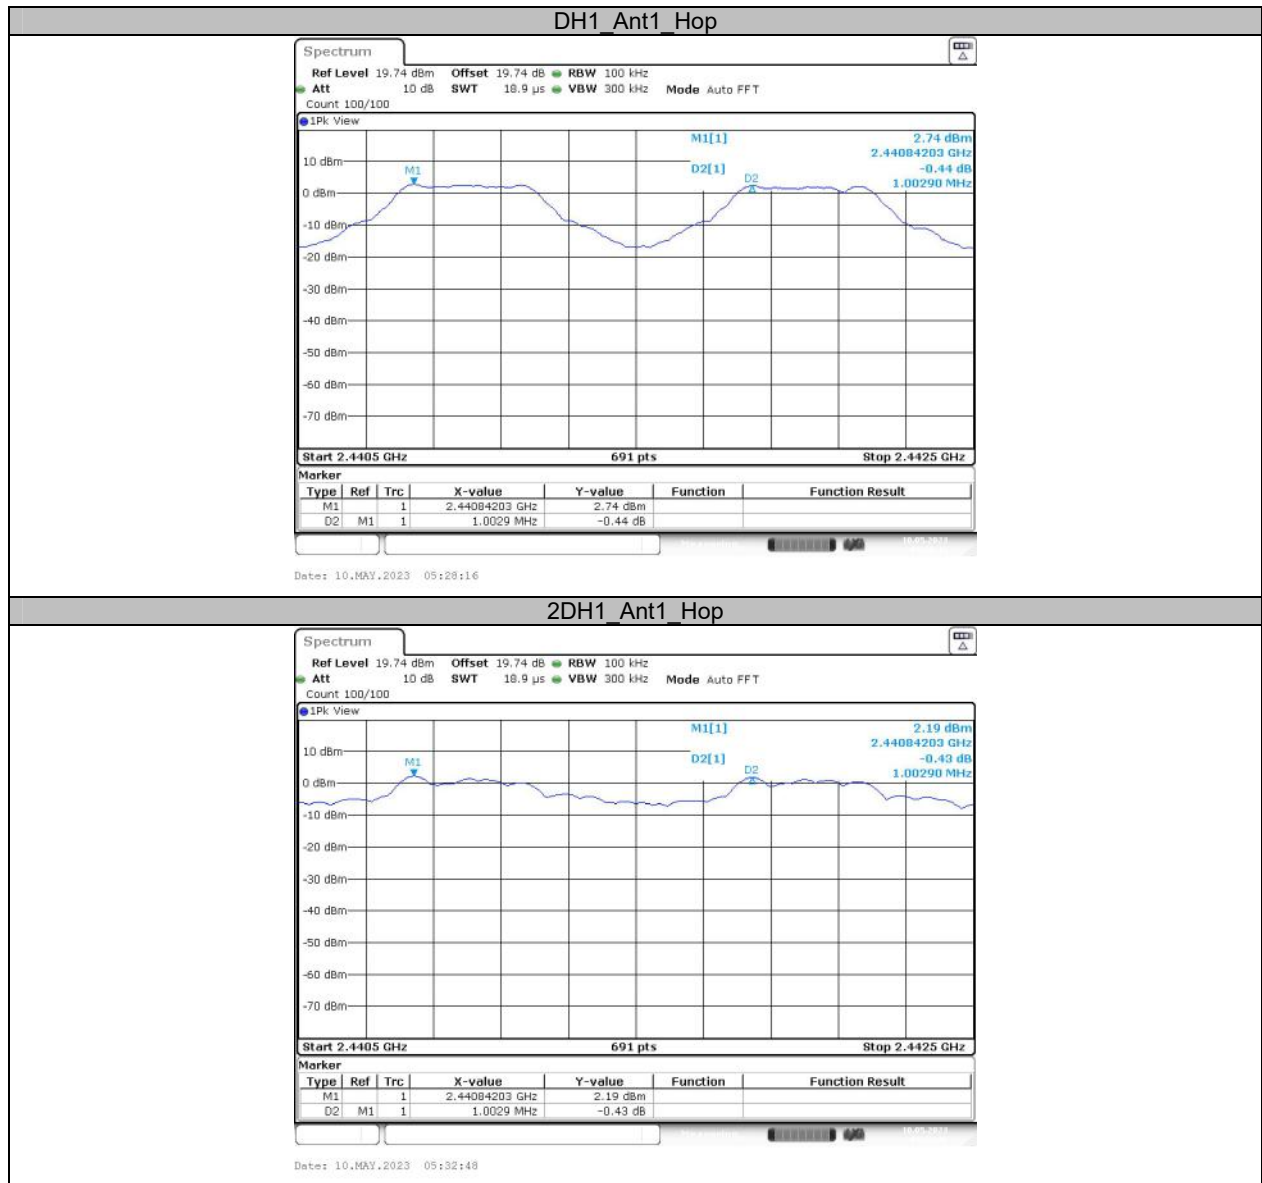 DH1_Ant1_Hop
Spectrum
Ref Level 19.74 dBm Offset 19.74 dB RBW 100 kHz
Att 10 dB SWT 18.9 µs VBW 300 kHz Mode Auto FFT
Count 100/100
1Pk View
M1[1] 2.74 dBm
2.44084203 GHz
D2[1] -0.44 dB
1.00290 MHz
10 dBm
M1
D2
0 dBm
-10 dBm
-20 dBm
-30 dBm
-40 dBm
-50 dBm
-60 dBm
-70 dBm
Start 2.4405 GHz 691 pts Stop 2.4425 GHz
Marker
Type Ref Trc X-value Y-value Function Function Result
M1 1 2.44084203 GHz 2.74 dBm
D2 M1 1 1.0029 MHz -0.44 dB
Date: 10.MAY.2023 05:28:16
2DH1_Ant1_Hop
Spectrum
Ref Level 19.74 dBm Offset 19.74 dB RBW 100 kHz
Att 10 dB SWT 18.9 µs VBW 300 kHz Mode Auto FFT
Count 100/100
1Pk View
M1[1] 2.19 dBm
2.44084203 GHz
D2[1] -0.43 dB
1.00290 MHz
10 dBm
M1
D2
0 dBm
-10 dBm
-20 dBm
-30 dBm
-40 dBm
-50 dBm
-60 dBm
-70 dBm
Start 2.4405 GHz 691 pts Stop 2.4425 GHz
Marker
Type Ref Trc X-value Y-value Function Function Result
M1 1 2.44084203 GHz 2.19 dBm
D2 M1 1 1.0029 MHz -0.43 dB
Date: 10.MAY.2023 05:32:48